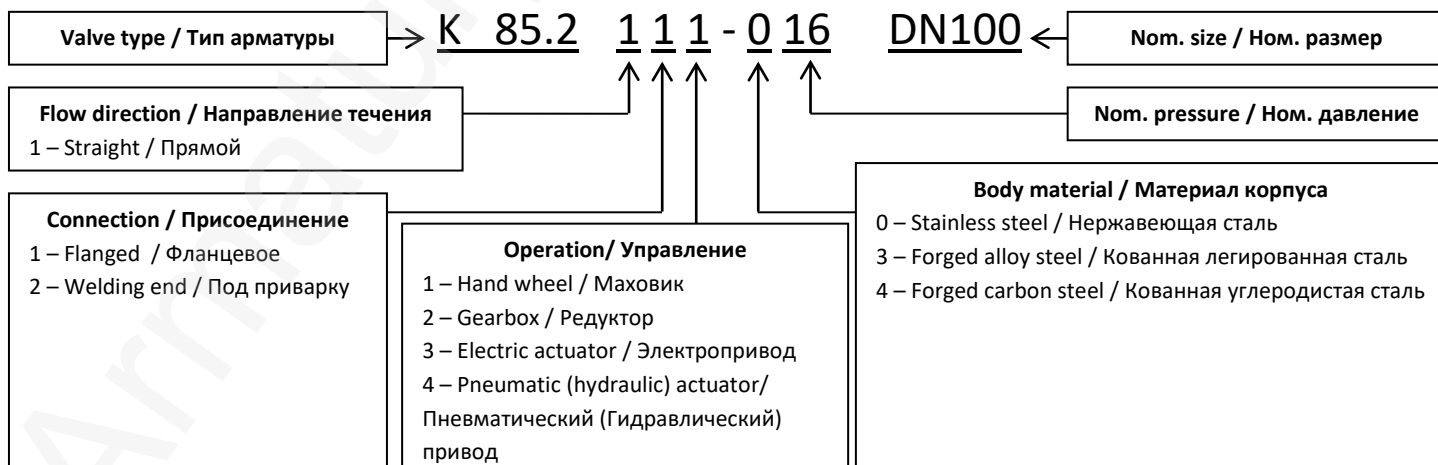 Valve type / Тип арматуры
K 85.2 1 1 1 - 0 16 DN100
Nom. size / Ном. размер
Flow direction / Направление течения
1 – Straight / Прямой
Nom. pressure / Ном. давление
Connection / Присоединение
1 – Flanged / Фланцевое
2 – Welding end / Под приварку
Operation/ Управление
1 – Hand wheel / Маховик
2 – Gearbox / Редуктор
3 – Electric actuator / Электропривод
4 – Pneumatic (hydraulic) actuator/
Пневматический (Гидравлический)
привод
Body material / Материал корпуса
0 – Stainless steel / Нержавеющая сталь
3 – Forged alloy steel / Кованная легированная сталь
4 – Forged carbon steel / Кованная углеродистая сталь